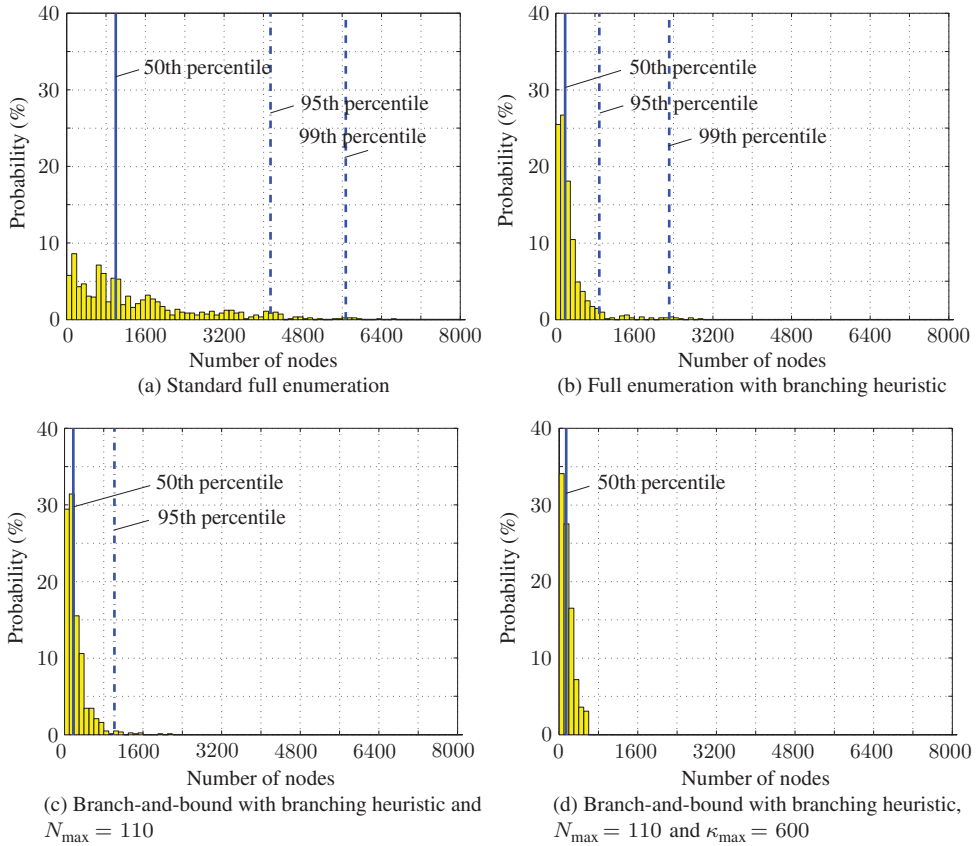 40
30
20
10
0
Probability (%)
50th percentile
95th percentile
99th percentile
0 1600 3200 4800 6400 8000
Number of nodes
(a) Standard full enumeration
40
30
20
10
0
Probability (%)
50th percentile
95th percentile
99th percentile
0 1600 3200 4800 6400 8000
Number of nodes
(b) Full enumeration with branching heuristic
40
30
20
10
0
Probability (%)
50th percentile
95th percentile
0 1600 3200 4800 6400 8000
Number of nodes
(c) Branch-and-bound with branching heuristic and
N_max = 110
40
30
20
10
0
Probability (%)
50th percentile
0 1600 3200 4800 6400 8000
Number of nodes
(d) Branch-and-bound with branching heuristic,
N_max = 110 and κ_max = 600